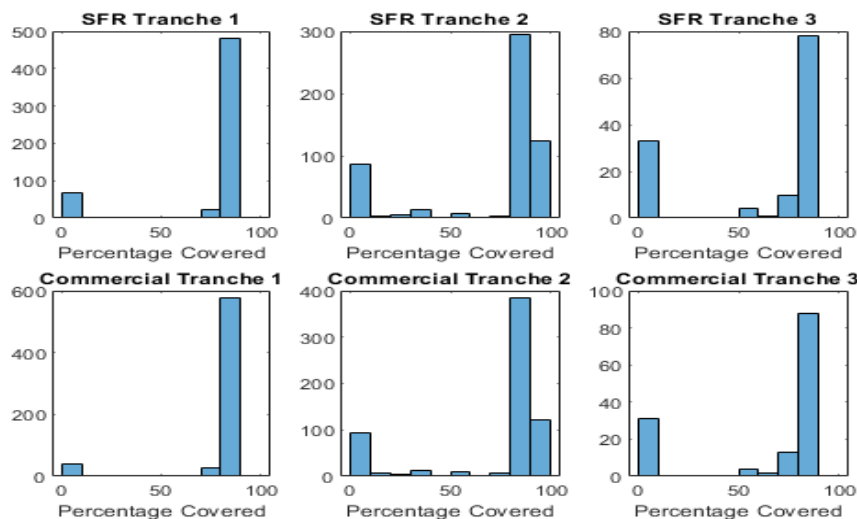 SFR Tranche 1
500
400
300
200
100
0
0 50 100
Percentage Covered
SFR Tranche 2
300
200
100
0
0 50 100
Percentage Covered
SFR Tranche 3
80
60
40
20
0
0 50 100
Percentage Covered
Commercial Tranche 1
600
400
200
0
0 50 100
Percentage Covered
Commercial Tranche 2
400
300
200
100
0
0 50 100
Percentage Covered
Commercial Tranche 3
100
80
60
40
20
0
0 50 100
Percentage Covered